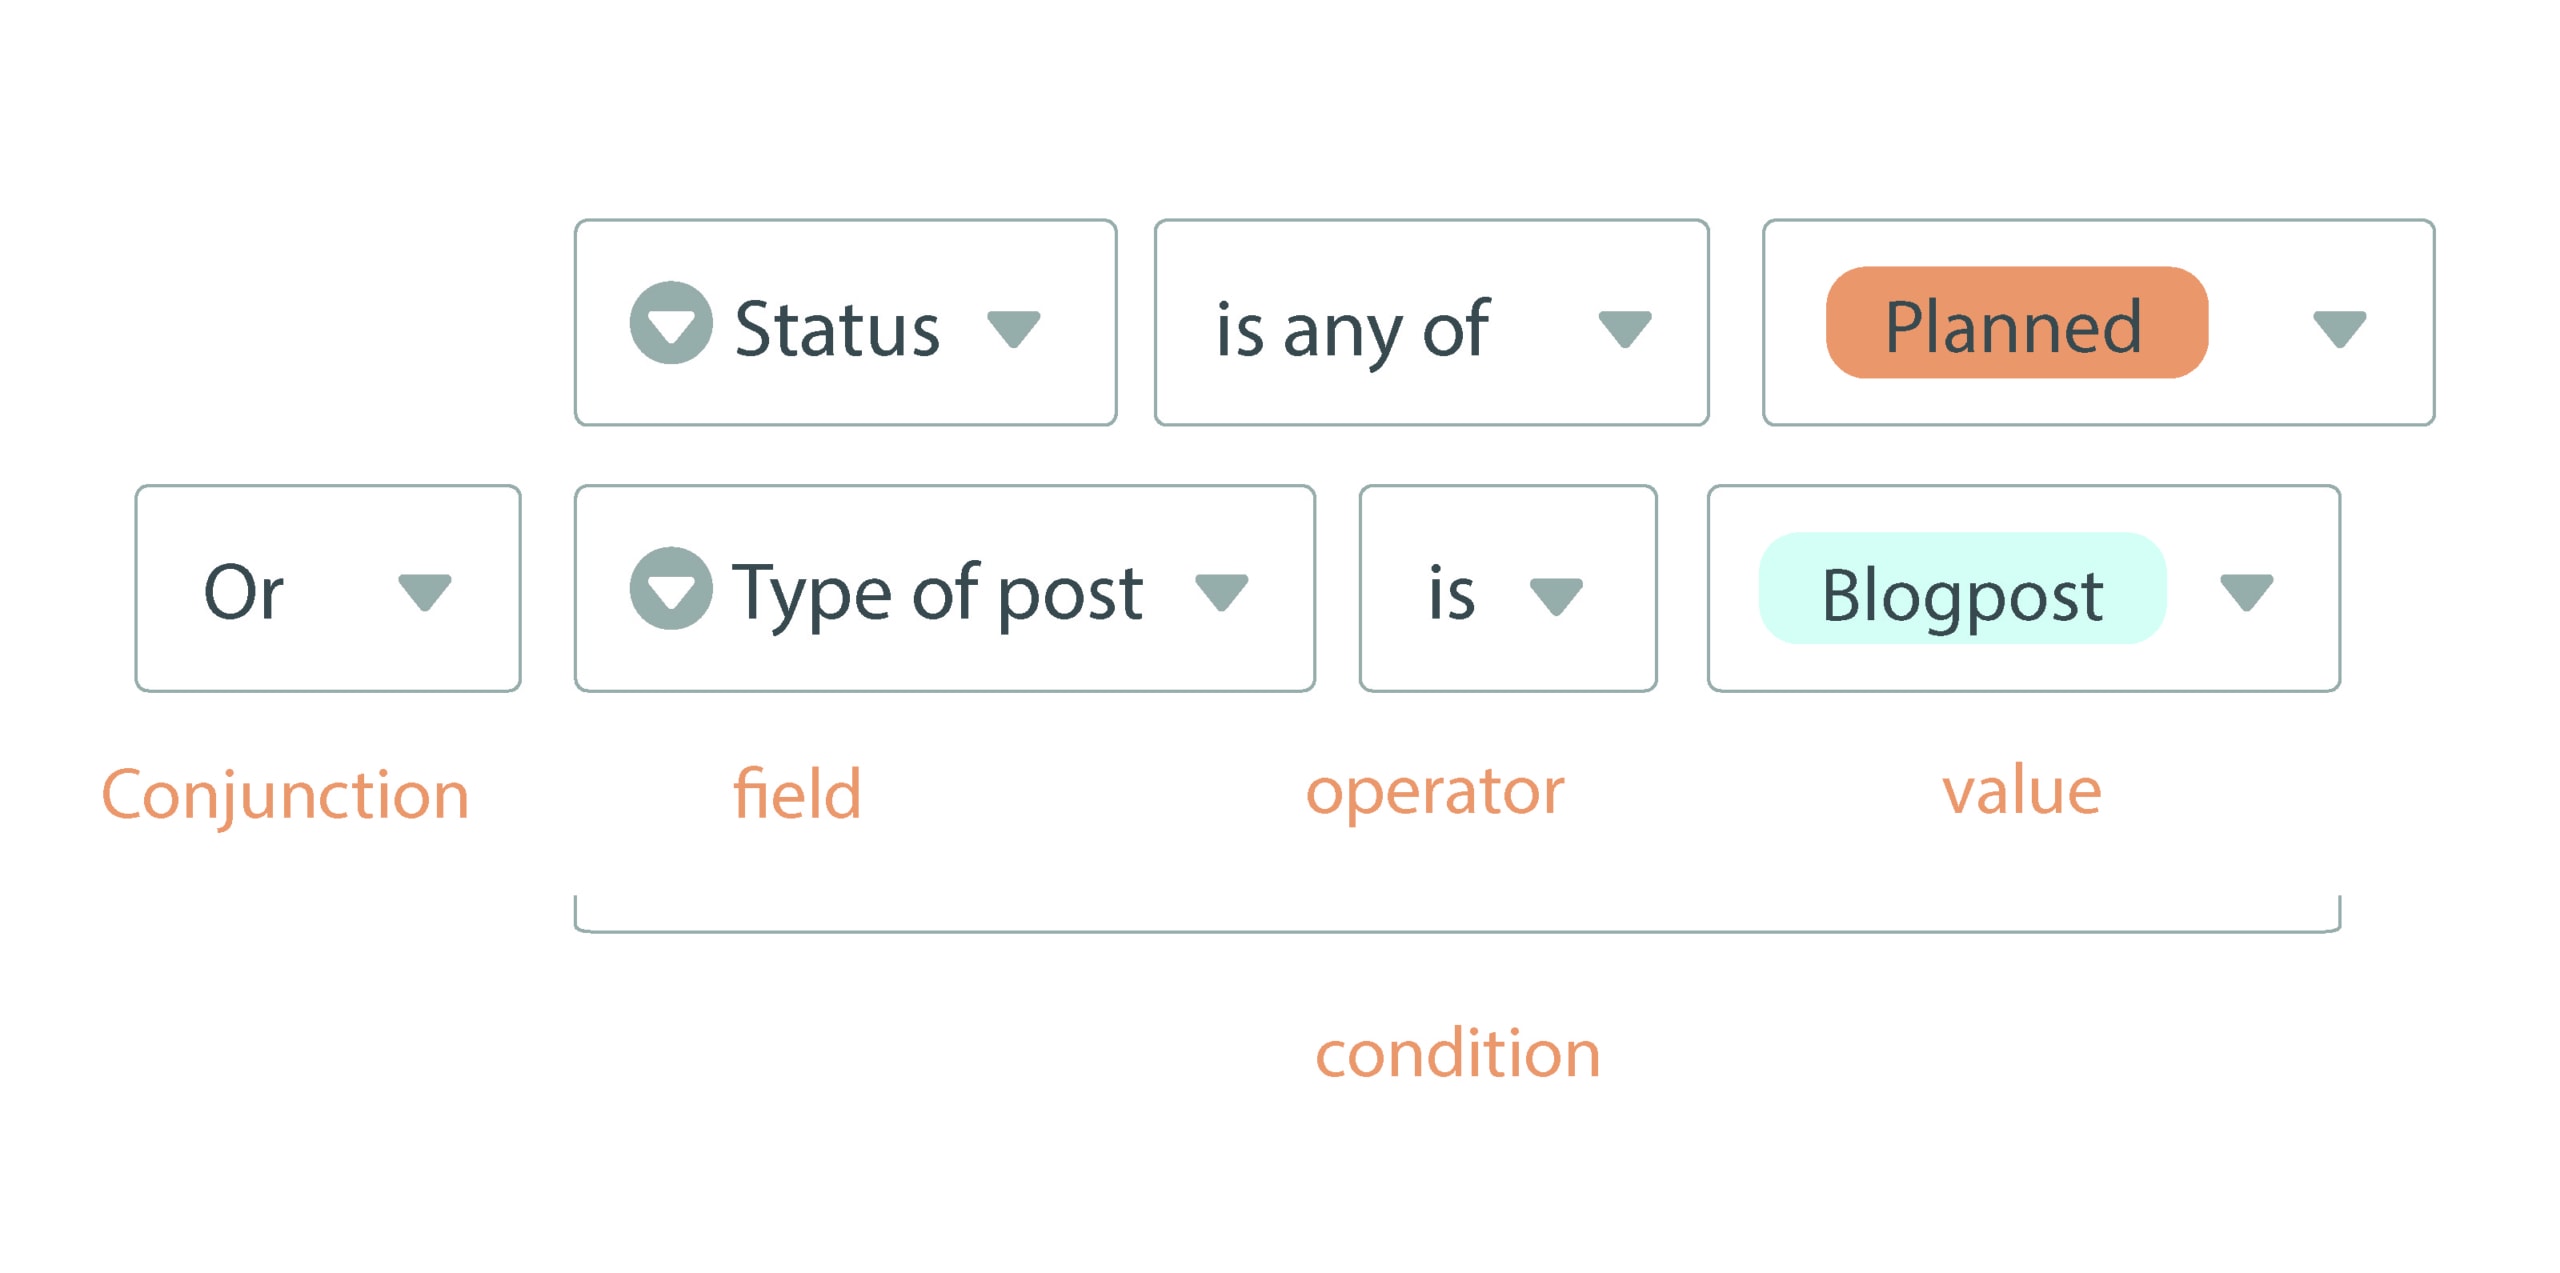 Status is any of Planned
Or Type of post is Blogpost
Conjunction field operator value
condition